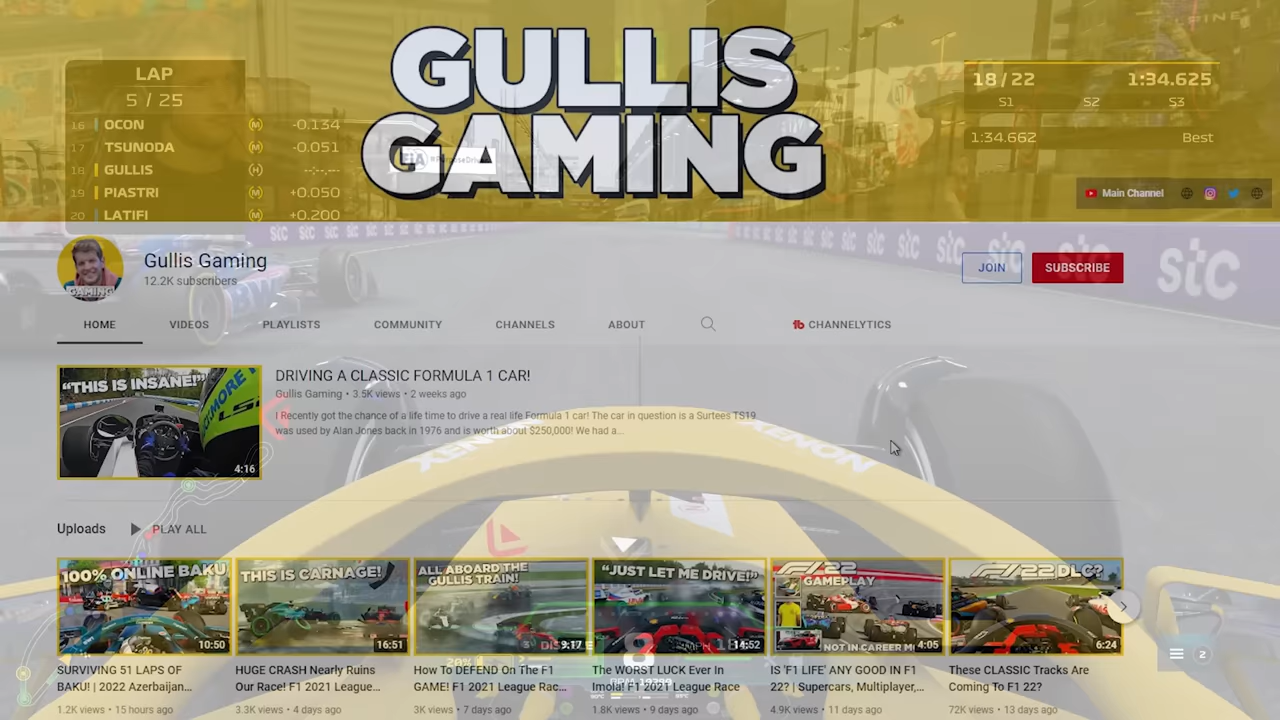 GULLIS
GAMING
LAP
5 / 25
16 OCON (M) -0.134
17 TSUNODA (M) -0.051
18 GULLIS (H) --:--.--
19 PIASTRI (M) +0.050
20 LATIFI (M) +0.200
18 / 22 1:34.625
S1 S2 S3
1:34.662 Best
Main Channel
stc stc stc stc stc stc stc
Gullis Gaming
12.2K subscribers
JOIN
SUBSCRIBE
HOME VIDEOS PLAYLISTS COMMUNITY CHANNELS ABOUT CHANNELYTICS
"THIS IS INSANE!"
4:16
DRIVING A CLASSIC FORMULA 1 CAR!
Gullis Gaming • 3.5K views • 2 weeks ago
I Recently got the chance of a life time to drive a real life Formula 1 car! The car in question is a Surtees TS19
was used by Alan Jones back in 1976 and is worth about $250,000! We had a...
XENON XENON
Uploads PLAY ALL
100% ONLINE BAKU
10:50
THIS IS CARNAGE!
16:51
ALL ABOARD THE
GULLIS TRAIN!
9:17
"JUST LET ME DRIVE!"
14:52
F1 22
GAMEPLAY
NOT IN CAREER M
4:05
F1 22 DLC?
6:24
8
2
SURVIVING 51 LAPS OF
BAKU! | 2022 Azerbaijan...
1.2K views • 15 hours ago
HUGE CRASH Nearly Ruins
Our Race! F1 2021 League...
3.3K views • 4 days ago
How To DEFEND On The F1
GAME! F1 2021 League Rac...
3K views • 7 days ago
The WORST LUCK Ever In
Imola! F1 2021 League Race
1.8K views • 9 days ago
IS 'F1 LIFE' ANY GOOD IN F1
22? | Supercars, Multiplayer,...
4.9K views • 11 days ago
These CLASSIC Tracks Are
Coming To F1 22?
72K views • 13 days ago